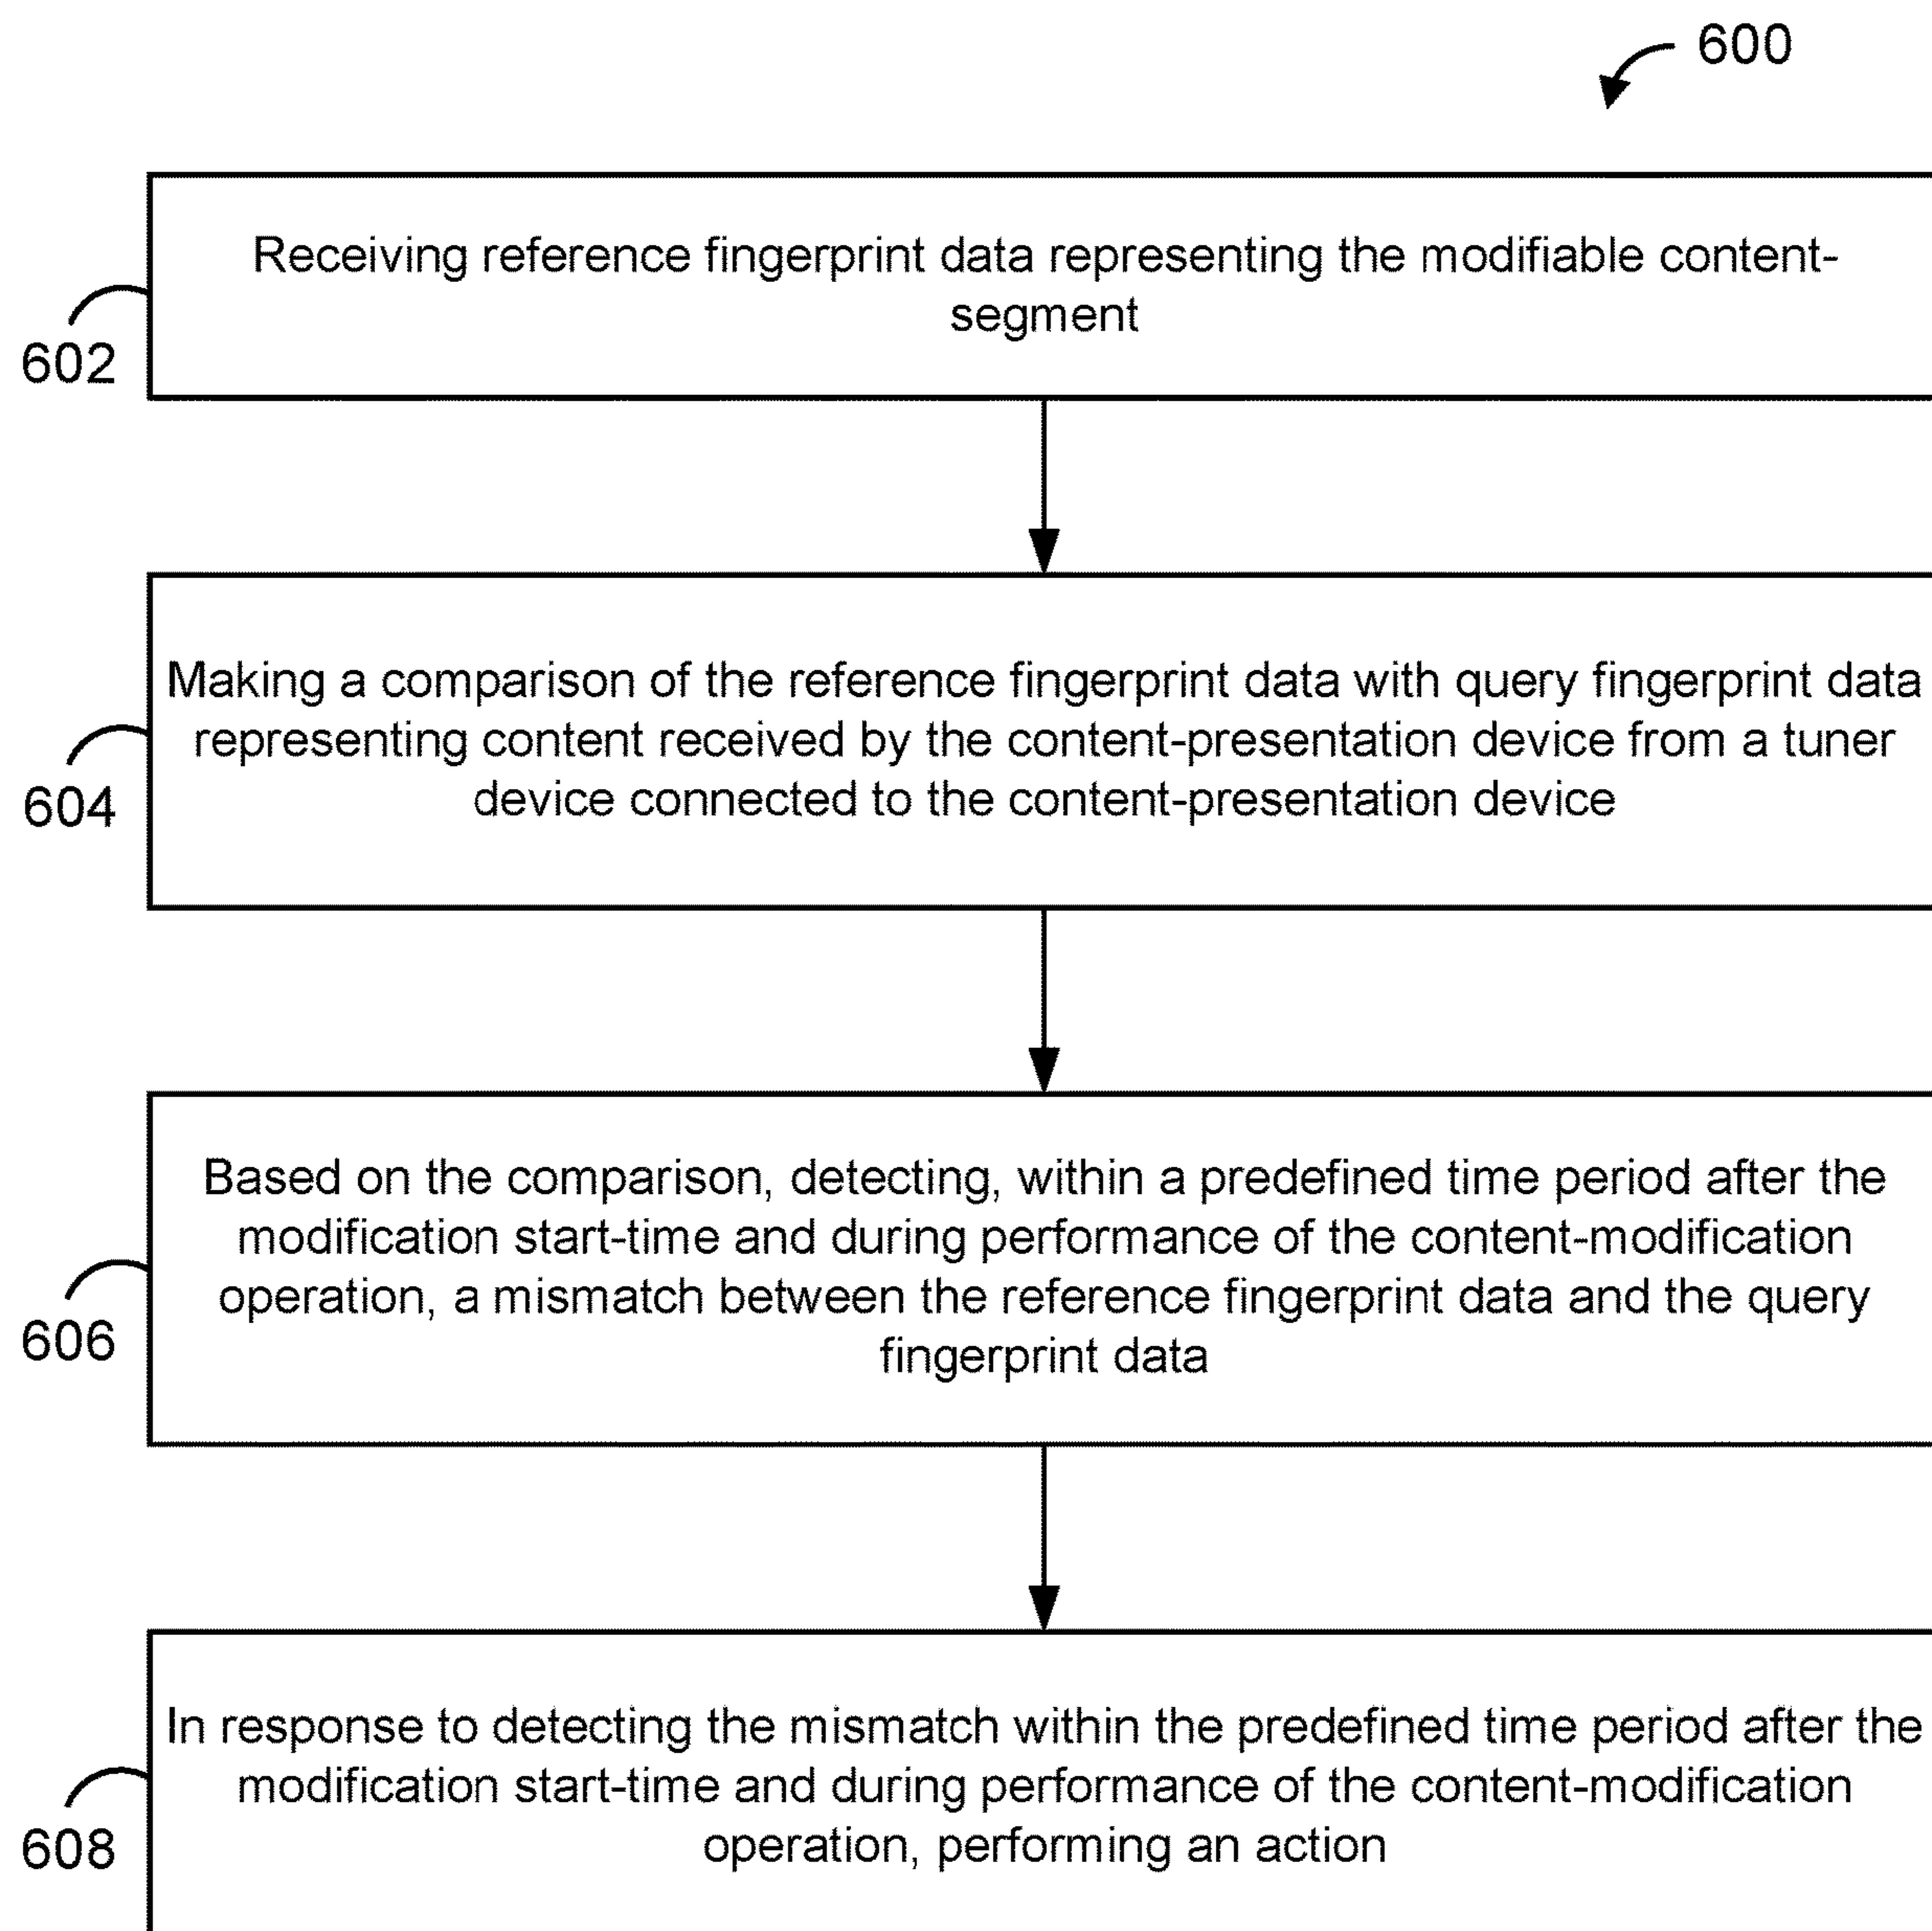 600
Receiving reference fingerprint data representing the modifiable content-
segment
602
Making a comparison of the reference fingerprint data with query fingerprint data
representing content received by the content-presentation device from a tuner
device connected to the content-presentation device
604
Based on the comparison, detecting, within a predefined time period after the
modification start-time and during performance of the content-modification
operation, a mismatch between the reference fingerprint data and the query
fingerprint data
606
In response to detecting the mismatch within the predefined time period after the
modification start-time and during performance of the content-modification
operation, performing an action
608